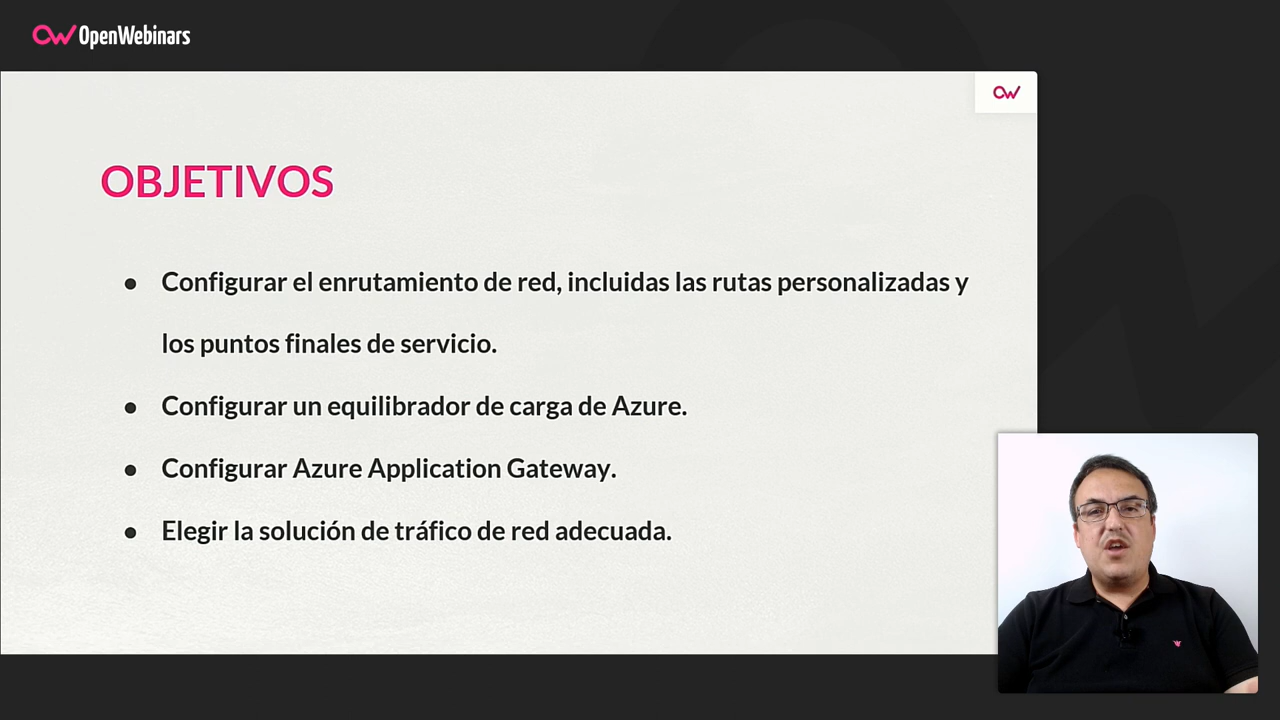 OpenWebinars
OBJETIVOS
● Configurar el enrutamiento de red, incluidas las rutas personalizadas y
los puntos finales de servicio.
● Configurar un equilibrador de carga de Azure.
● Configurar Azure Application Gateway.
● Elegir la solución de tráfico de red adecuada.